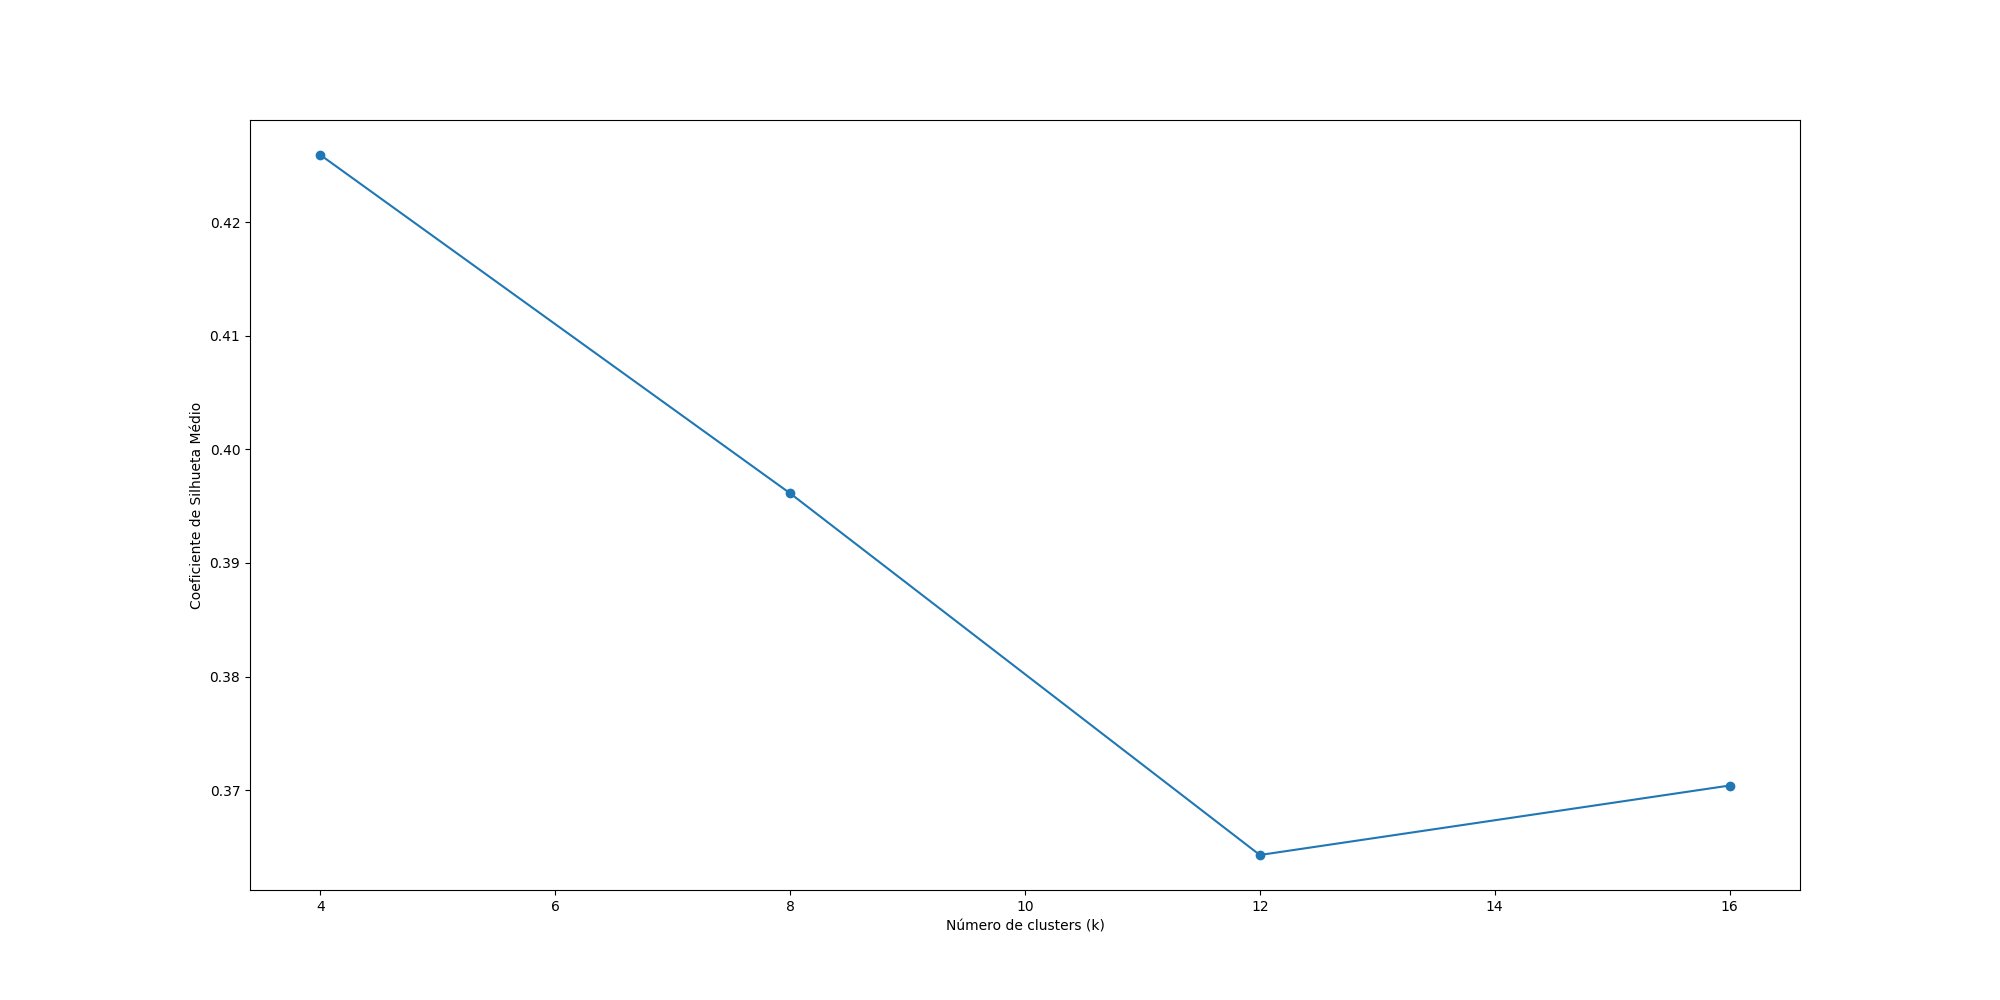 0.42
0.41
0.40
0.39
0.38
0.37
Coeficiente de Silhueta Médio
4 6 8 10 12 14 16
Número de clusters (k)